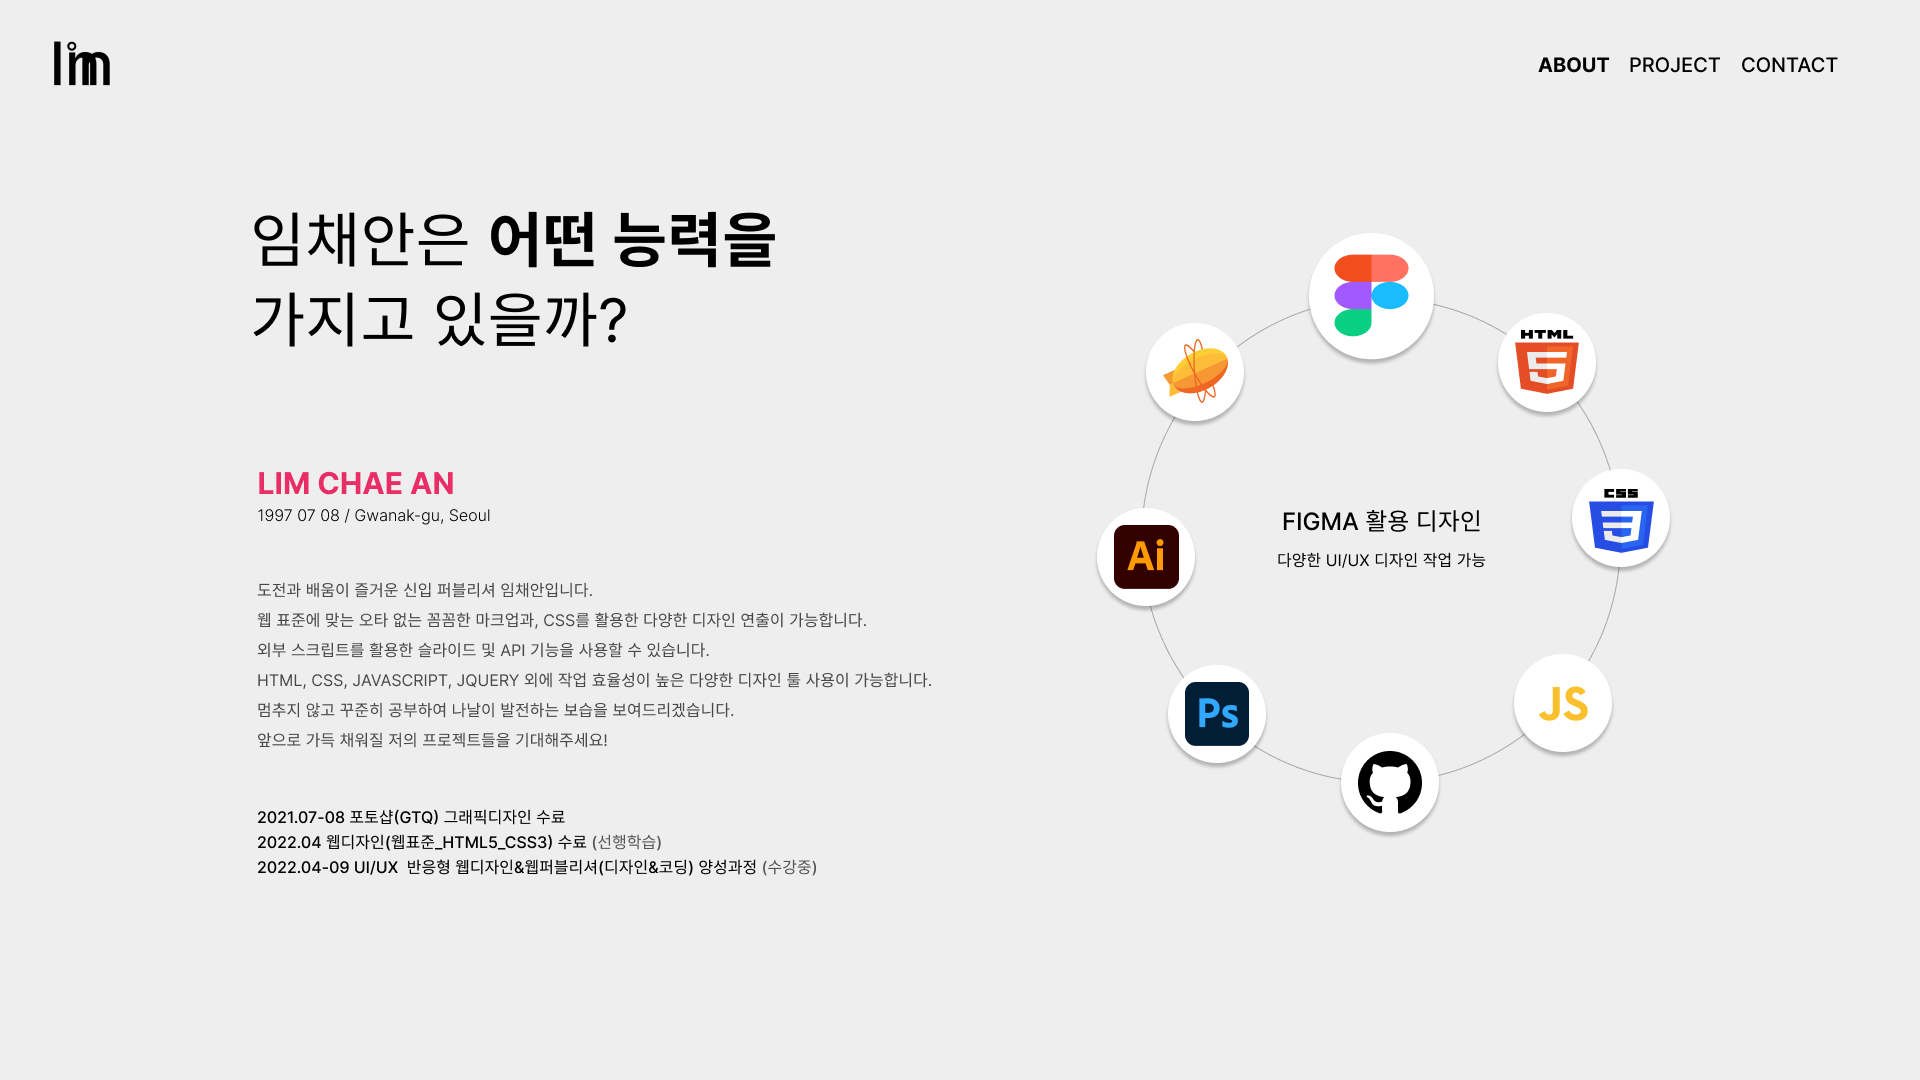 lim
ABOUT PROJECT CONTACT
임채안은 어떤 능력을
가지고 있을까?
LIM CHAE AN
1997 07 08 / Gwanak-gu, Seoul
도전과 배움이 즐거운 신입 퍼블리셔 임채안입니다.
웹 표준에 맞는 오타 없는 꼼꼼한 마크업과, CSS를 활용한 다양한 디자인 연출이 가능합니다.
외부 스크립트를 활용한 슬라이드 및 API 기능을 사용할 수 있습니다.
HTML, CSS, JAVASCRIPT, JQUERY 외에 작업 효율성이 높은 다양한 디자인 툴 사용이 가능합니다.
멈추지 않고 꾸준히 공부하여 나날이 발전하는 보습을 보여드리겠습니다.
앞으로 가득 채워질 저의 프로젝트들을 기대해주세요!
2021.07-08 포토샵(GTQ) 그래픽디자인 수료
2022.04 웹디자인(웹표준_HTML5_CSS3) 수료 (선행학습)
2022.04-09 UI/UX 반응형 웹디자인&웹퍼블리셔(디자인&코딩) 양성과정 (수강중)
HTML
5
CSS
3
FIGMA 활용 디자인
다양한 UI/UX 디자인 작업 가능
Ai
Ps
JS